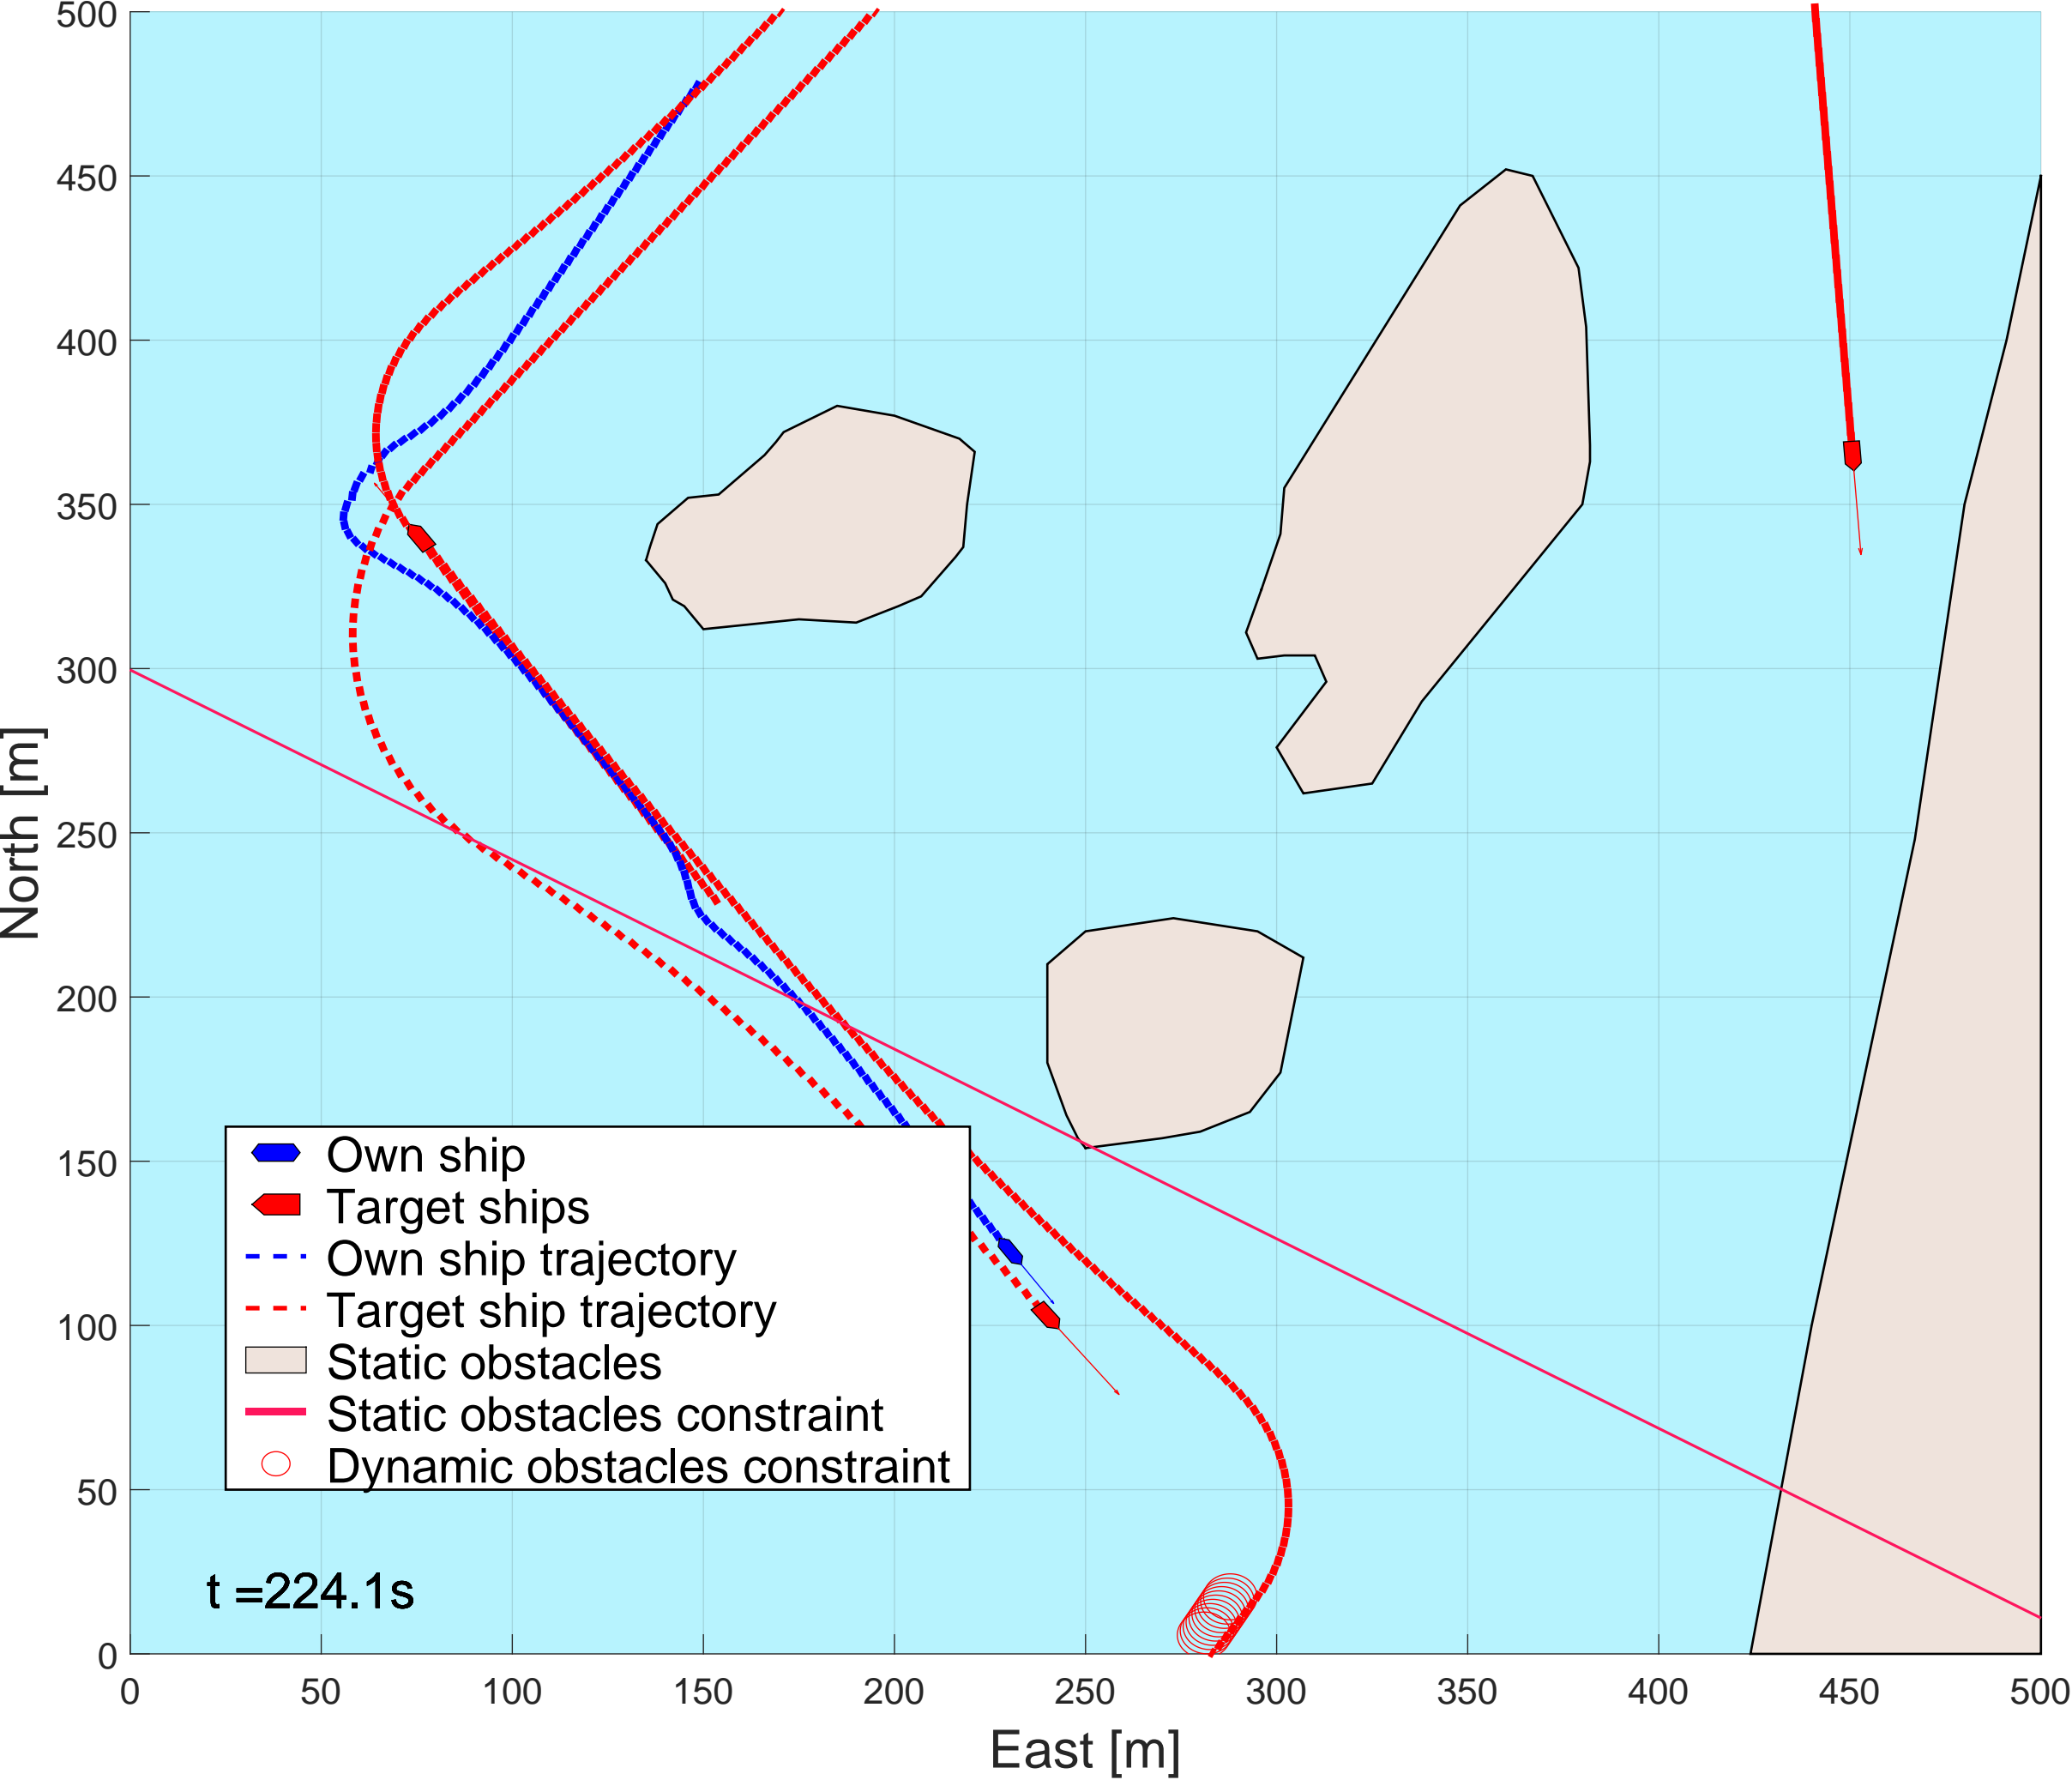 500
450
400
350
300
250
200
150
100
50
0
North [m]
Own ship
Target ships
Own ship trajectory
Target ship trajectory
Static obstacles
Static obstacles constraint
Dynamic obstacles constraint
t =224.1s
0 50 100 150 200 250 300 350 400 450 500
East [m]